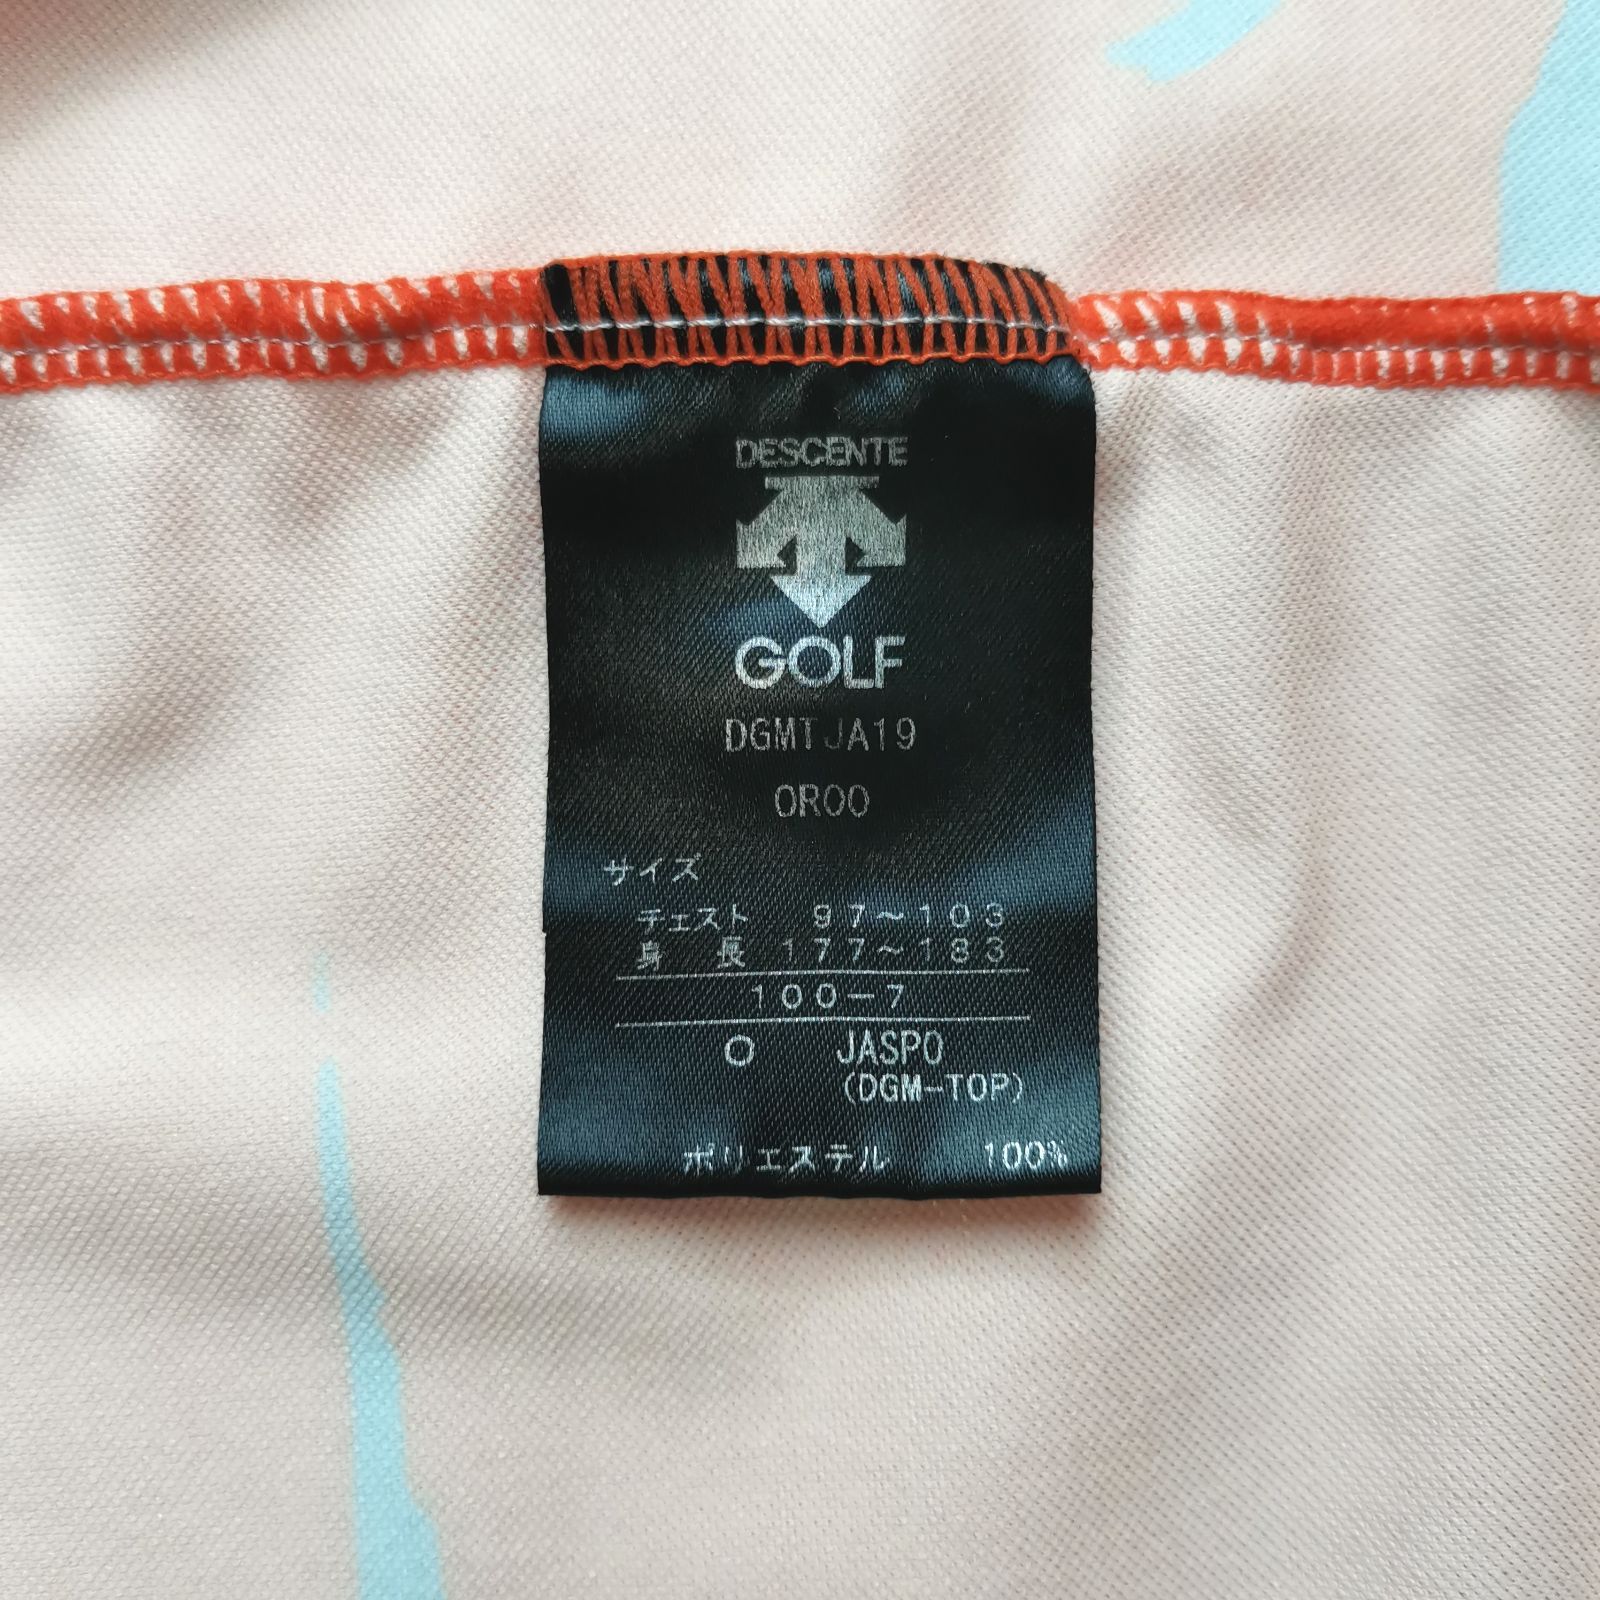 DESCENTE
GOLF
DGMTJA19
OR00
サイズ
チェスト 97～103
身 長 177～183
100－7
O JASPO
(DGM-TOP)
ポリエステル 100%